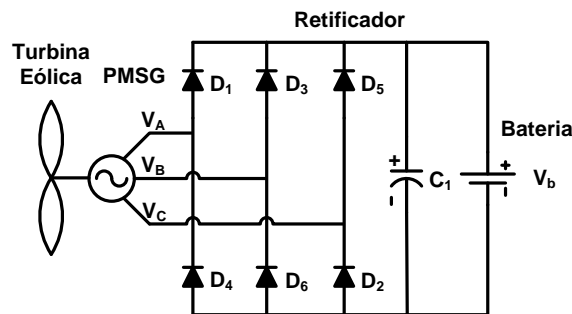 Retificador
Turbina
Eólica
PMSG
D1
D3
D5
VA
VB
VC
Bateria
+
C1
+
Vb
D4
D6
D2